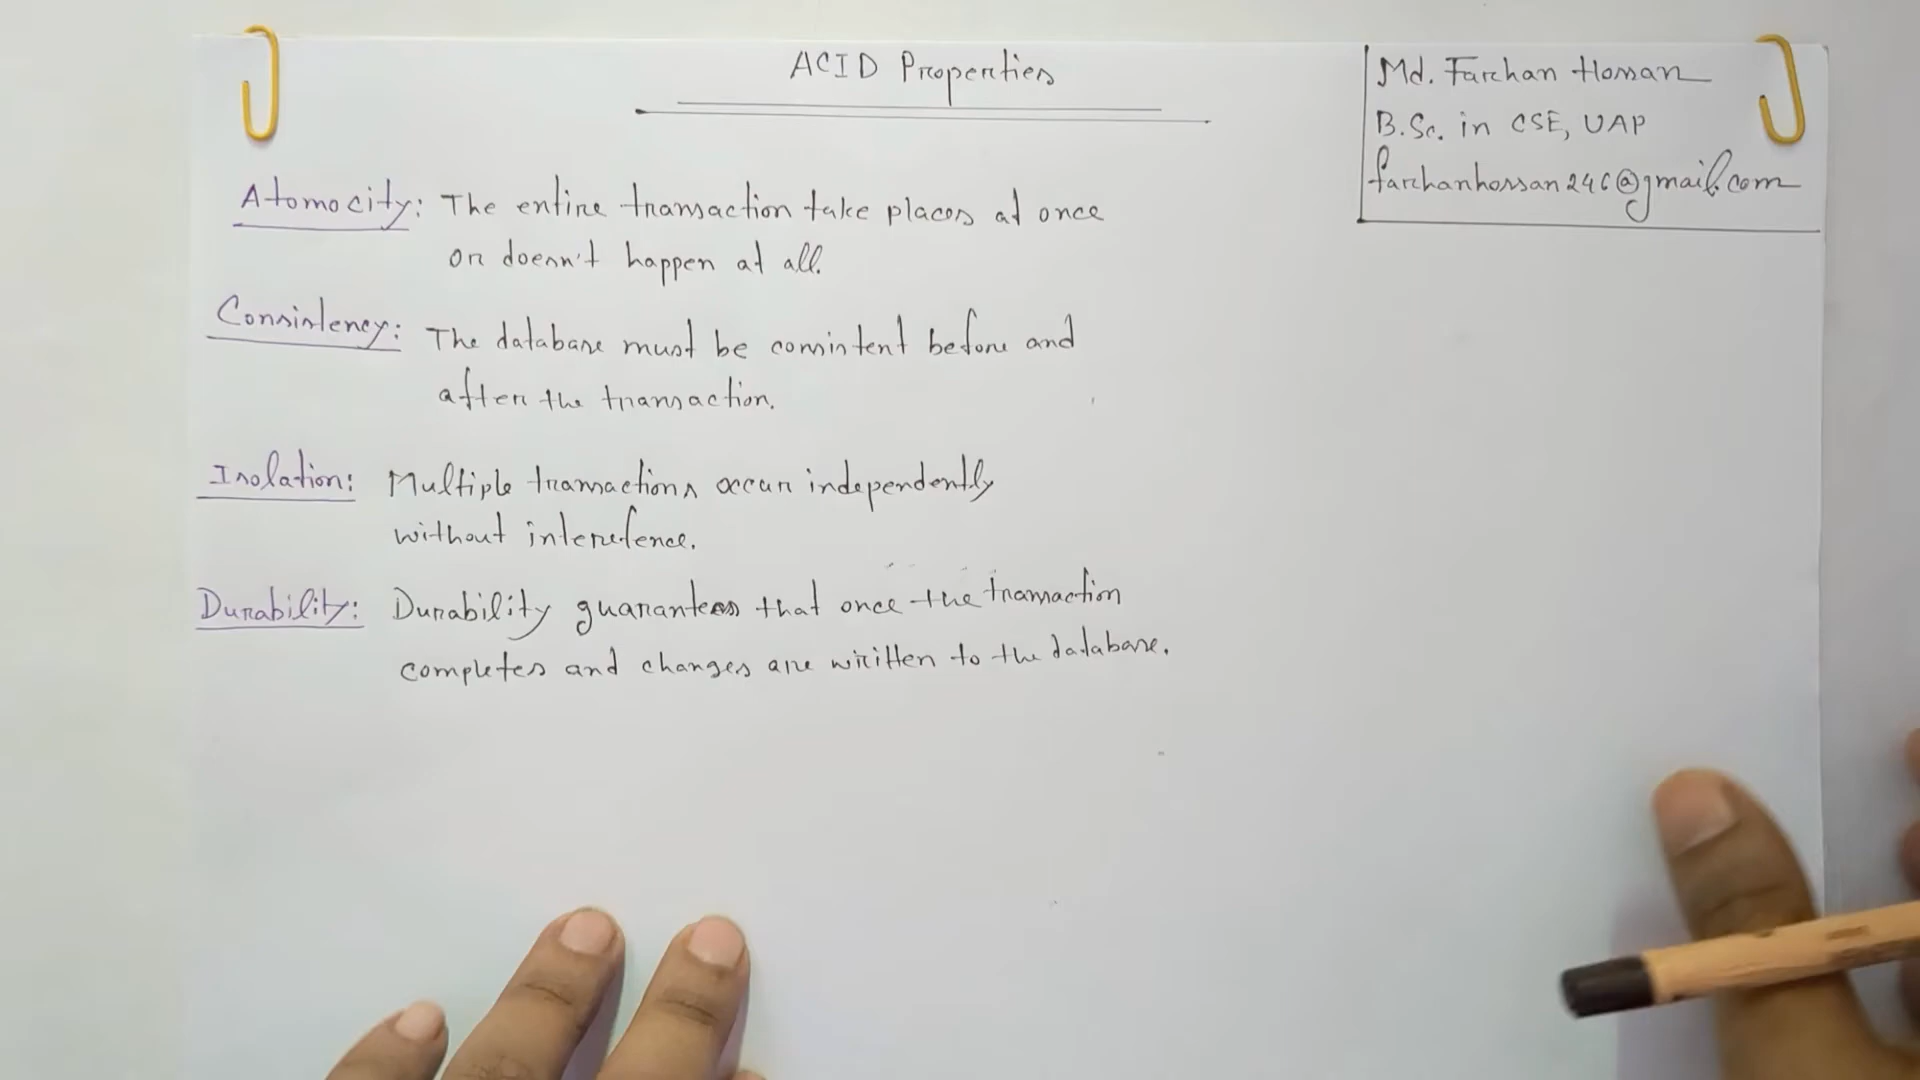 ACID Properties
Md. Farhan Hossan
B.Sc. in CSE, UAP
farhanhossan246@gmail.com
Atomocity: The entire transaction take places at once
or doesn't happen at all.
Consistency: The database must be consistent before and
after the transaction.
Isolation: Multiple transactions occur independently
without interefence.
Durability: Durability guarantees that once the transaction
completes and changes are written to the database.